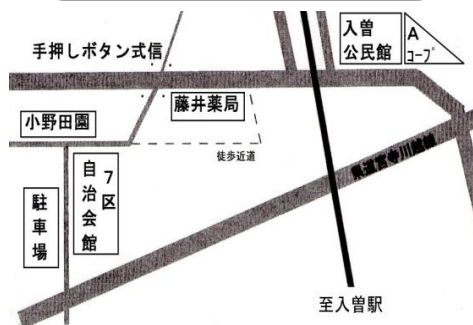 手押しボタン式信
入曽
公民館
A
コープ
藤井薬局
小野田園
徒歩近道
県道宮寺川越線
7区
自治会館
駐車場
至入曽駅